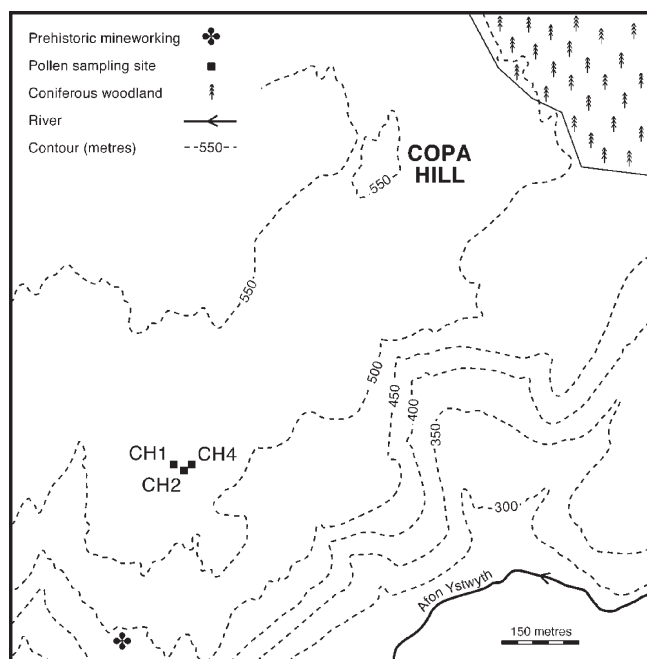 Prehistoric mineworking
Pollen sampling site
Coniferous woodland
River
Contour (metres) --550--
COPA
HILL
550
550
500
450
400
350
300
CH1
CH4
CH2
Afon Ystwyth
150 metres